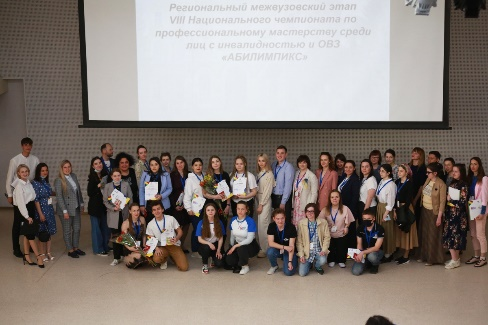 Региональный межвузовский этап
VIII Национального чемпионата по
профессиональному мастерству среди
лиц с инвалидностью и ОВЗ
«АБИЛИМПИКС»